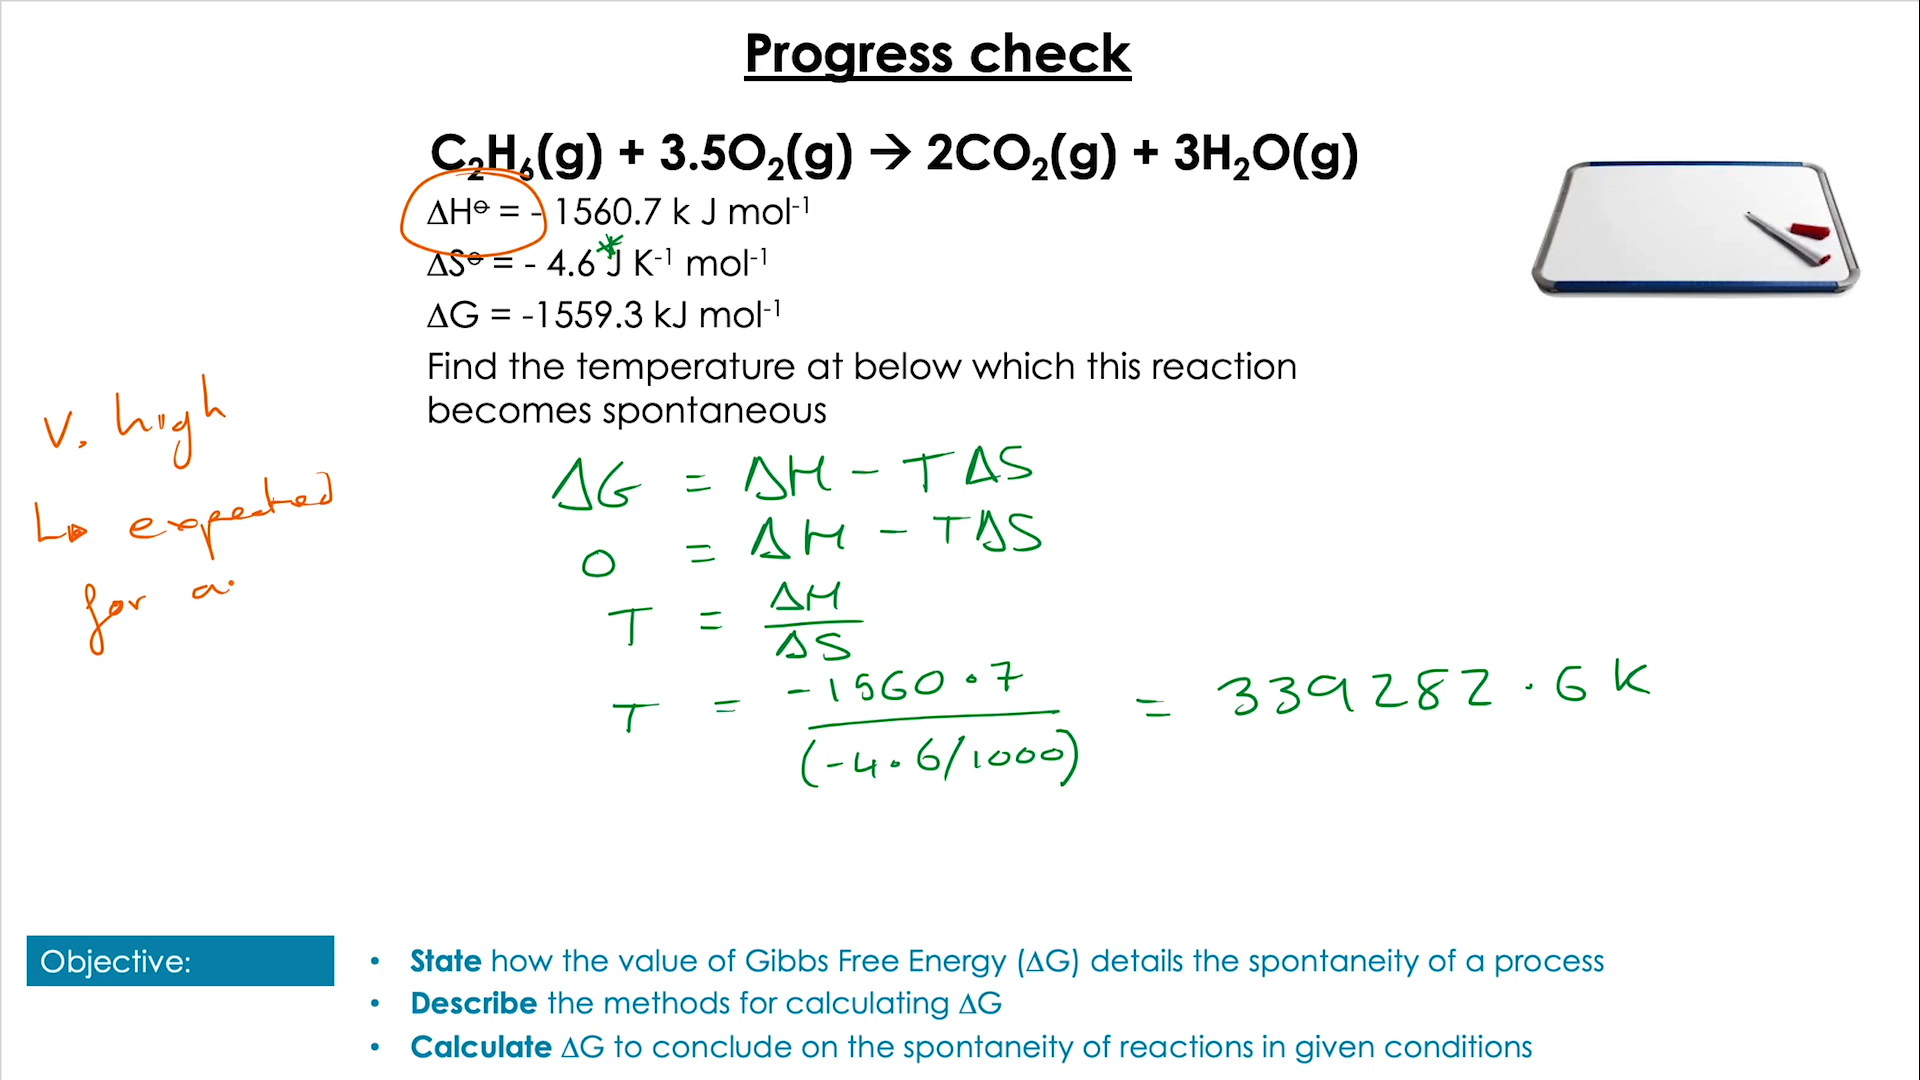 Progress check
C₂H₆(g) + 3.5O₂(g) → 2CO₂(g) + 3H₂O(g)
ΔH⦵ = - 1560.7 k J mol⁻¹
ΔS⦵ = - 4.6 * J K⁻¹ mol⁻¹
ΔG = -1559.3 kJ mol⁻¹
Find the temperature at below which this reaction
becomes spontaneous
v. high
↳ expected
for a
ΔG = ΔH - TΔS
0 = ΔH - TΔS
T = ΔH / ΔS
T = -1560.7 / (-4.6/1000) = 339282.6 K
Objective:
• State how the value of Gibbs Free Energy (ΔG) details the spontaneity of a process
• Describe the methods for calculating ΔG
• Calculate ΔG to conclude on the spontaneity of reactions in given conditions